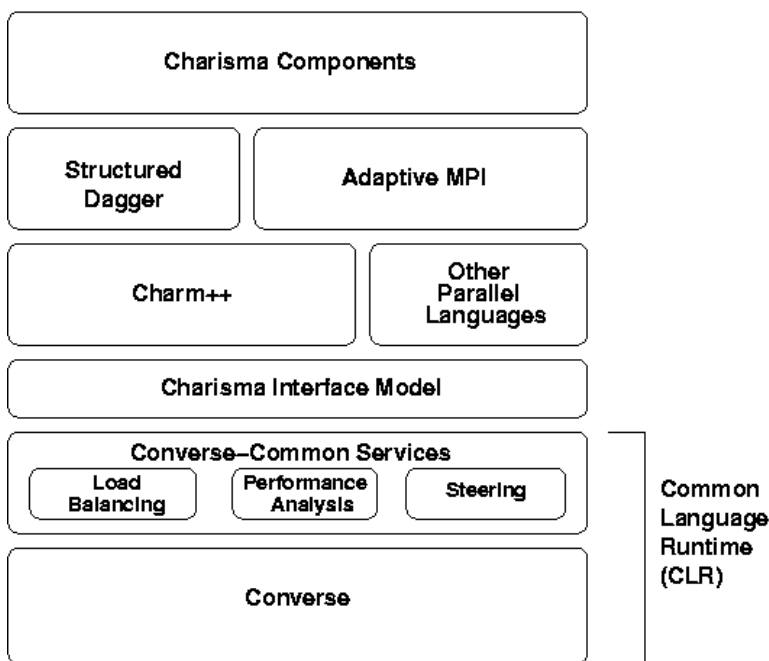 Charisma Components
Structured
Dagger
Adaptive MPI
Charm++
Other
Parallel
Languages
Charisma Interface Model
Converse–Common Services
Load
Balancing
Performance
Analysis
Steering
Converse
Common
Language
Runtime
(CLR)